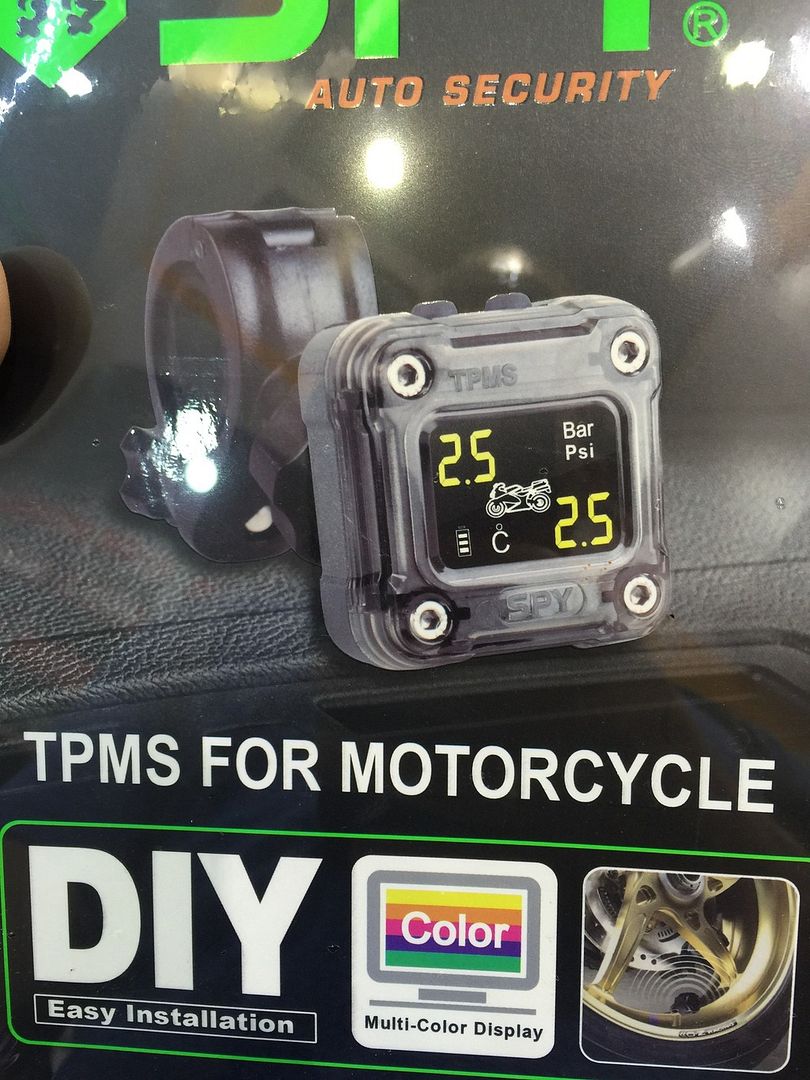 SPY®
AUTO SECURITY
TPMS
2.5
Bar
Psi
2.5
°C
SPY
TPMS FOR MOTORCYCLE
DIY
Easy Installation
Color
Multi-Color Display